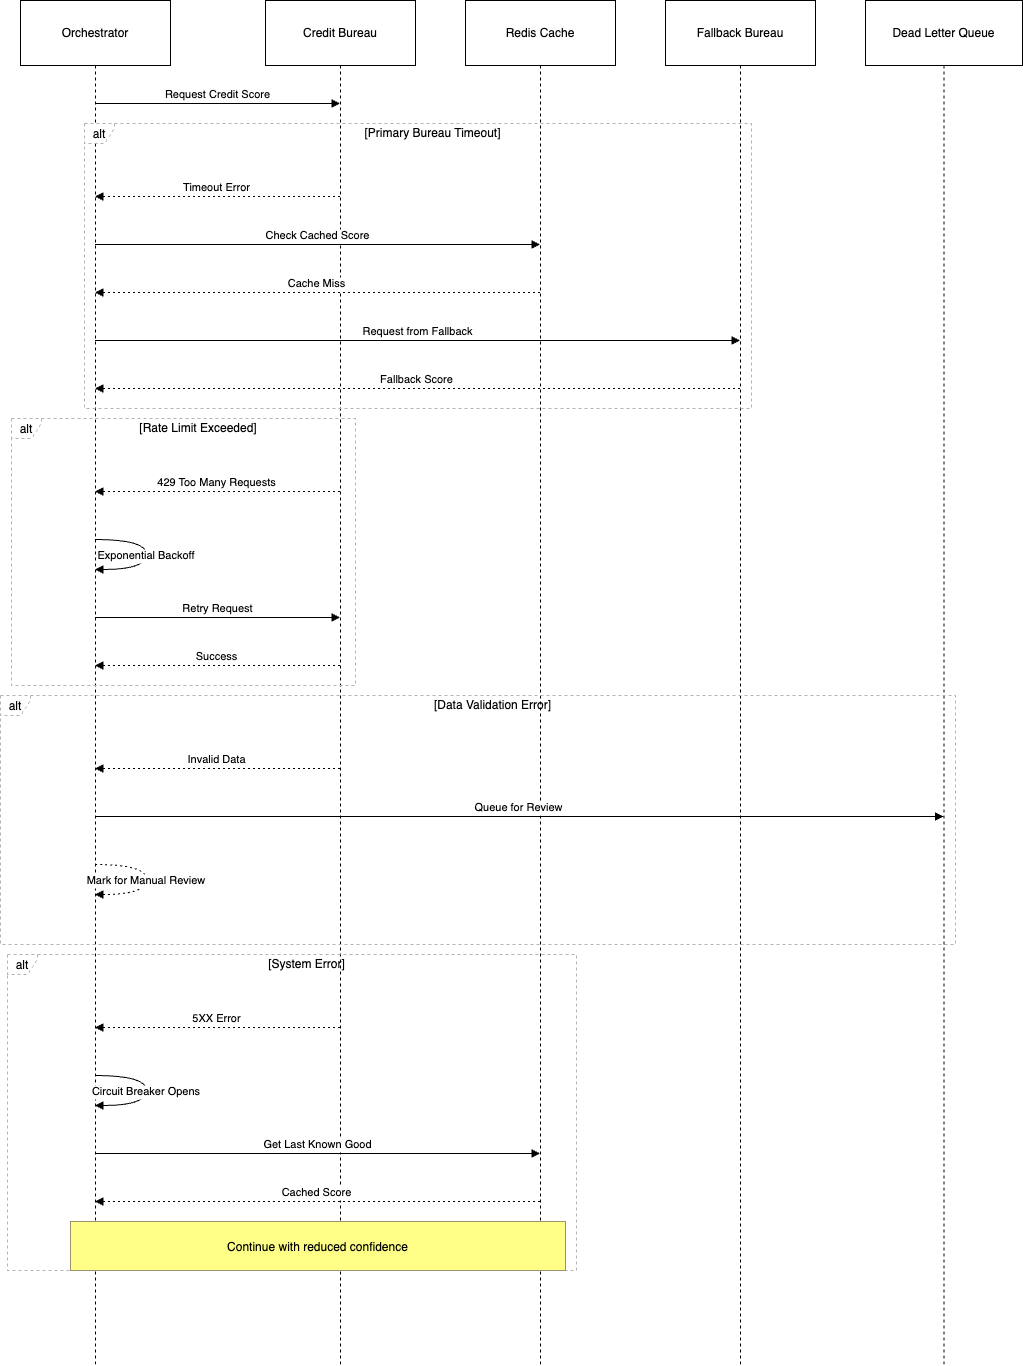 Orchestrator
Credit Bureau
Redis Cache
Fallback Bureau
Dead Letter Queue
Request Credit Score
alt
[Primary Bureau Timeout]
Timeout Error
Check Cached Score
Cache Miss
Request from Fallback
Fallback Score
alt
[Rate Limit Exceeded]
429 Too Many Requests
Exponential Backoff
Retry Request
Success
alt
[Data Validation Error]
Invalid Data
Queue for Review
Mark for Manual Review
alt
[System Error]
5XX Error
Circuit Breaker Opens
Get Last Known Good
Cached Score
Continue with reduced confidence